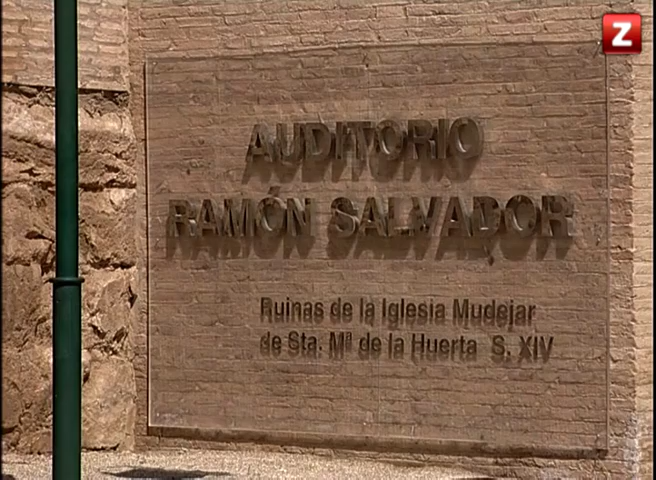 Z
AUDITORIO
RAMÓN SALVADOR
Ruinas de la Iglesia Mudejar
de Sta. Mª de la Huerta S. XIV